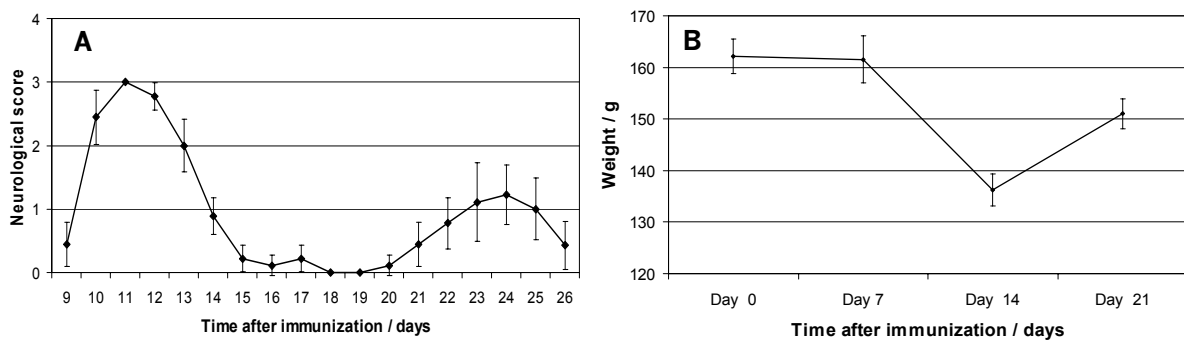 A
Neurological score
4
3
2
1
0
9 10 11 12 13 14 15 16 17 18 19 20 21 22 23 24 25 26
Time after immunization / days
B
Weight / g
170
160
150
140
130
120
Day 0 Day 7 Day 14 Day 21
Time after immunization / days